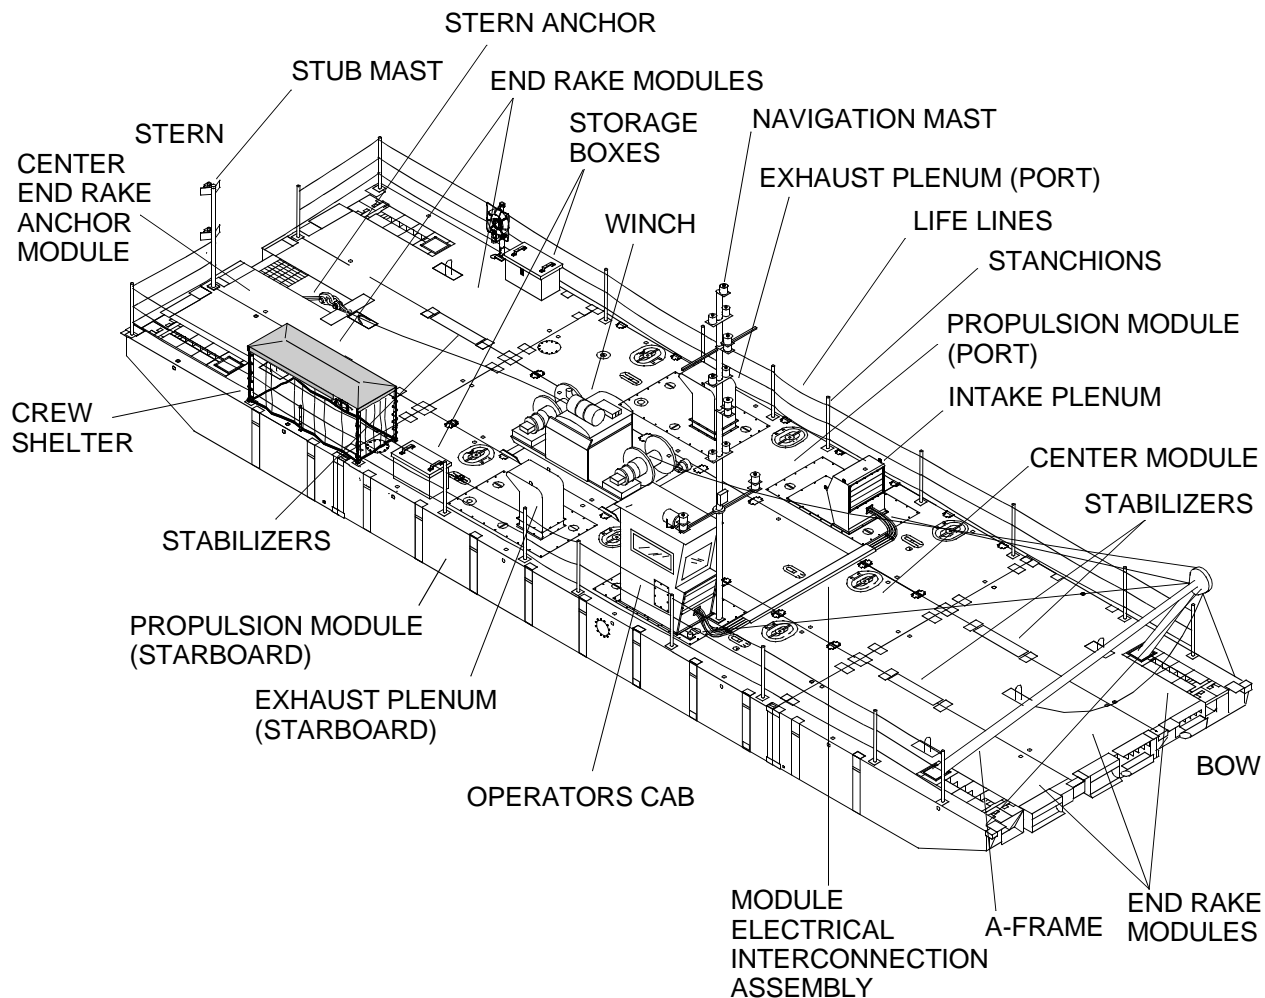 STERN ANCHOR
STUB MAST
END RAKE MODULES
STERN
STORAGE
BOXES
NAVIGATION MAST
CENTER
END RAKE
ANCHOR
MODULE
EXHAUST PLENUM (PORT)
WINCH
LIFE LINES
STANCHIONS
PROPULSION MODULE
(PORT)
INTAKE PLENUM
CREW
SHELTER
CENTER MODULE
STABILIZERS
STABILIZERS
PROPULSION MODULE
(STARBOARD)
EXHAUST PLENUM
(STARBOARD)
OPERATORS CAB
BOW
MODULE
ELECTRICAL
INTERCONNECTION
ASSEMBLY
A-FRAME
END RAKE
MODULES